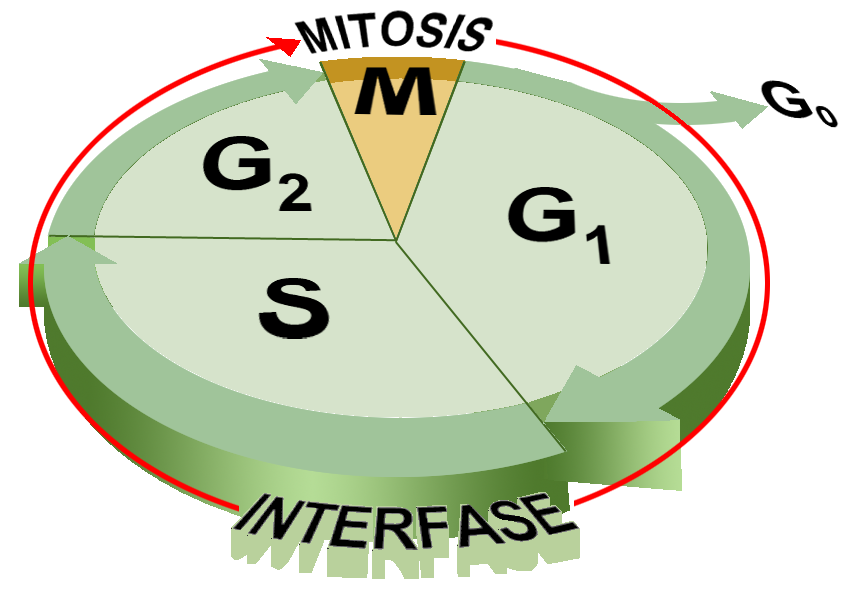 MITOSIS
M
G0
G2
G1
S
INTERFASE